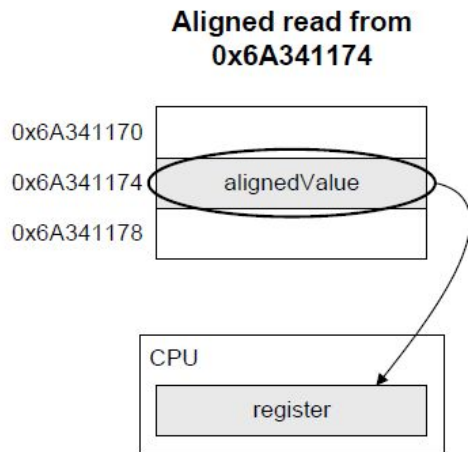 Aligned read from
0x6A341174
0x6A341170
0x6A341174 alignedValue
0x6A341178
CPU
register